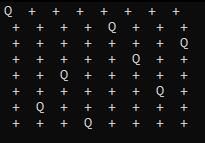 Q + + + + + + +
+ + + + Q + + +
+ + + + + + + Q
+ + + + + Q + +
+ + Q + + + + +
+ + + + + + Q +
+ Q + + + + + +
+ + + Q + + + +